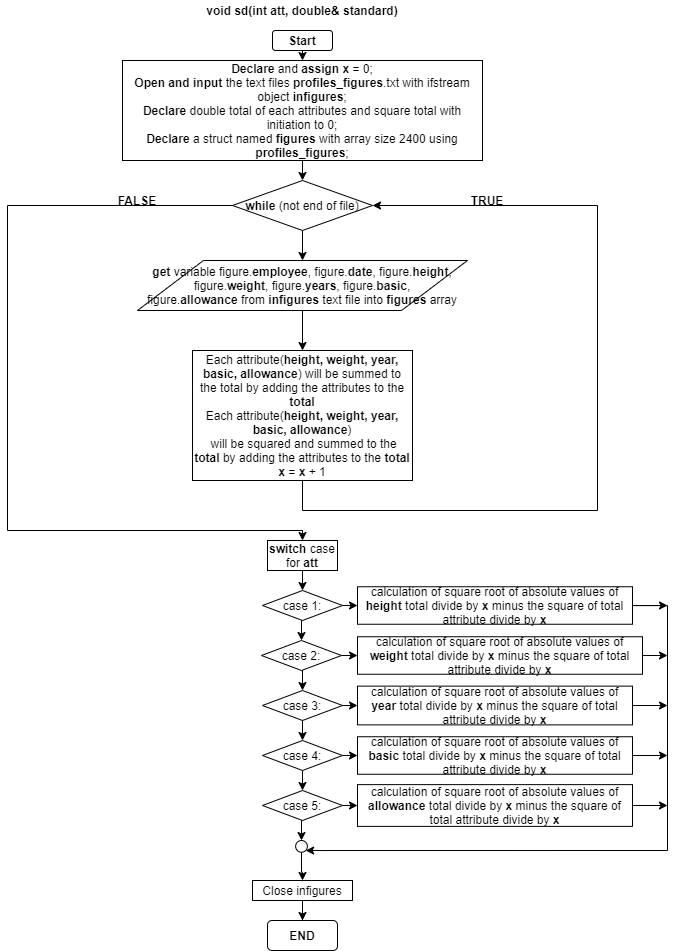 void sd(int att, double& standard)
Start
Declare and assign x = 0;
Open and input the text files profiles_figures.txt with ifstream
object infigures;
Declare double total of each attributes and square total with
initiation to 0;
Declare a struct named figures with array size 2400 using
profiles_figures;
FALSE
while (not end of file)
TRUE
get variable figure.employee, figure.date, figure.height,
figure.weight, figure.years, figure.basic,
figure.allowance from infigures text file into figures array
Each attribute(height, weight, year,
basic, allowance) will be summed to
the total by adding the attributes to the
total
Each attribute(height, weight, year,
basic, allowance)
will be squared and summed to the
total by adding the attributes to the total
x = x + 1
switch case
for att
case 1:
calculation of square root of absolute values of
height total divide by x minus the square of total
attribute divide by x
case 2:
calculation of square root of absolute values of
weight total divide by x minus the square of total
attribute divide by x
case 3:
calculation of square root of absolute values of
year total divide by x minus the square of total
attribute divide by x
case 4:
calculation of square root of absolute values of
basic total divide by x minus the square of total
attribute divide by x
case 5:
calculation of square root of absolute values of
allowance total divide by x minus the square of
total attribute divide by x
Close infigures
END